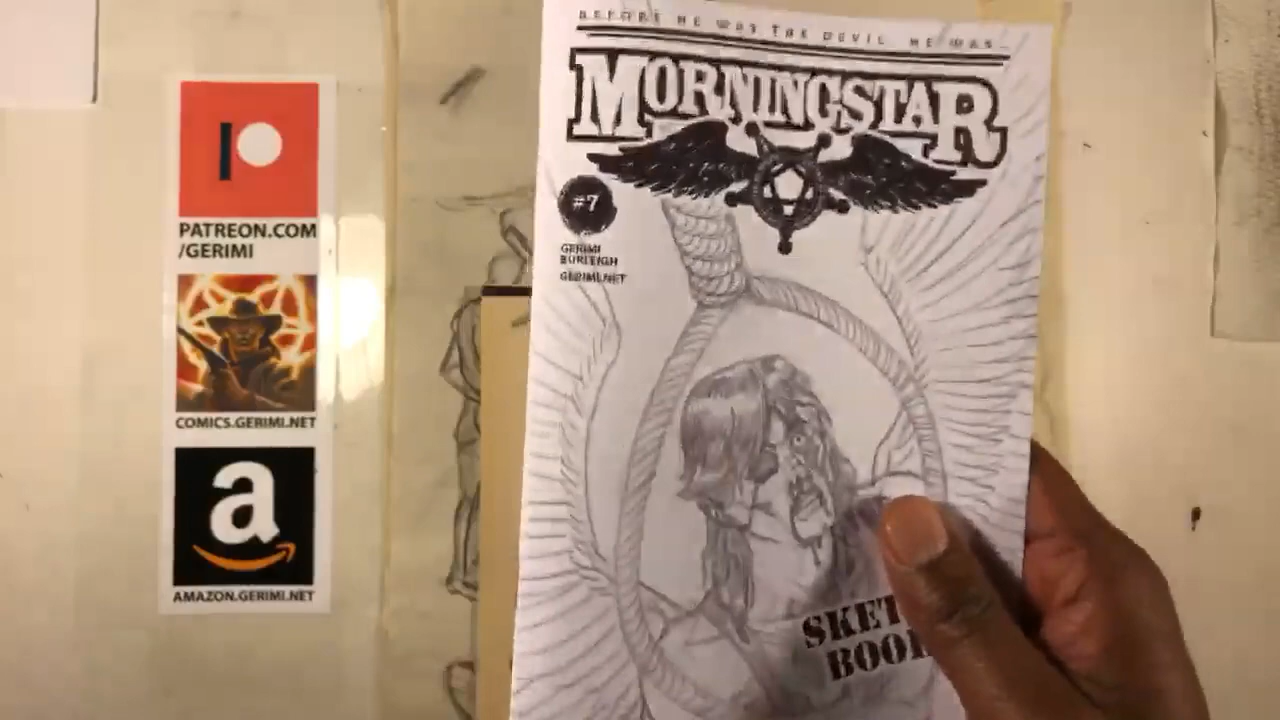 PATREON.COM
/GERIMI
COMICS.GERIMI.NET
a
AMAZON.GERIMI.NET
BEFORE HE WAS THE DEVIL, HE WAS...
MORNINGSTAR
#7
GERIMI
BURLEIGH
GERIMI.NET
SKET
BOO